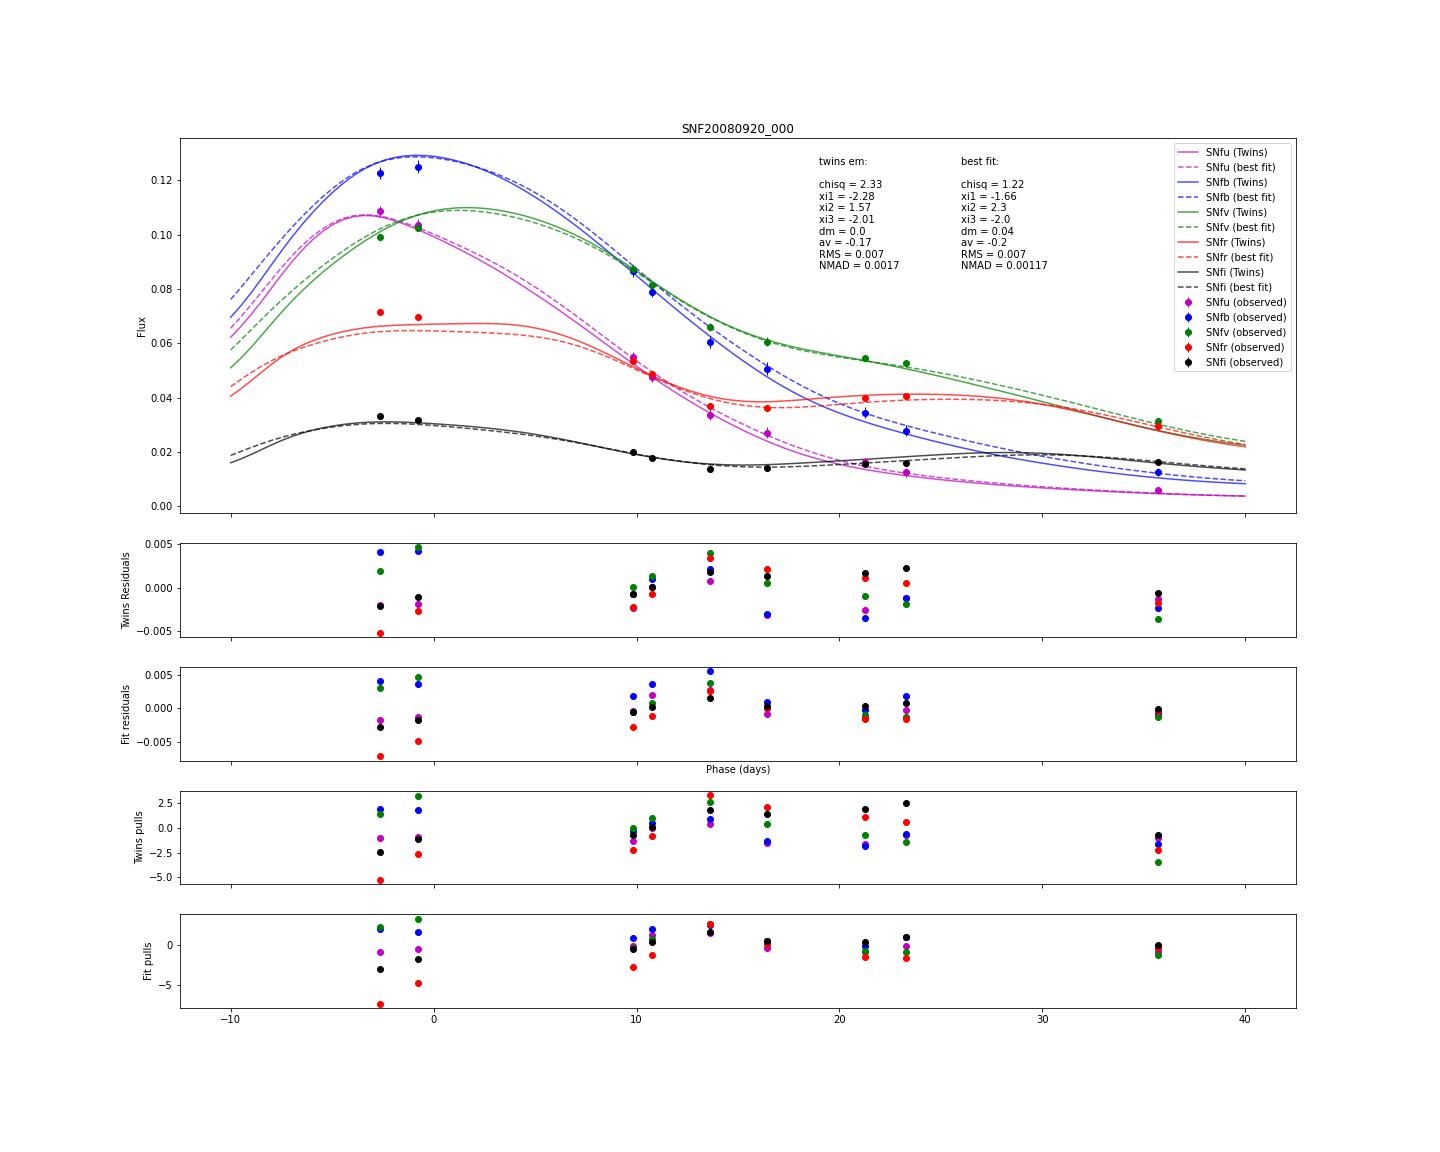 SNF20080920_000
Flux
0.12
0.10
0.08
0.06
0.04
0.02
0.00
twins em:
chisq = 2.33
xi1 = -2.28
xi2 = 1.57
xi3 = -2.01
dm = 0.0
av = -0.17
RMS = 0.007
NMAD = 0.0017
best fit:
chisq = 1.22
xi1 = -1.66
xi2 = 2.3
xi3 = -2.0
dm = 0.04
av = -0.2
RMS = 0.007
NMAD = 0.00117
SNfu (Twins)
SNfu (best fit)
SNfb (Twins)
SNfb (best fit)
SNfv (Twins)
SNfv (best fit)
SNfr (Twins)
SNfr (best fit)
SNfi (Twins)
SNfi (best fit)
SNfu (observed)
SNfb (observed)
SNfv (observed)
SNfr (observed)
SNfi (observed)
Twins Residuals
0.005
0.000
−0.005
Fit residuals
0.005
0.000
−0.005
Phase (days)
Twins pulls
2.5
0.0
−2.5
−5.0
Fit pulls
0
−5
−10
0
10
20
30
40